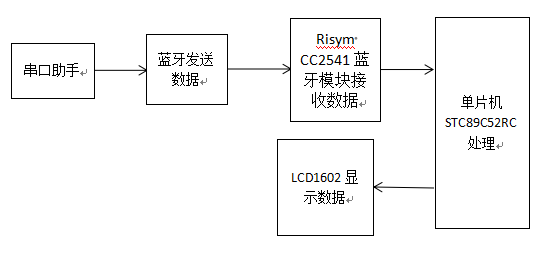 串口助手
蓝牙发送
数据
Risym
CC2541 蓝
牙模块接
收数据
单片机
STC89C52RC
处理
LCD1602 显
示数据